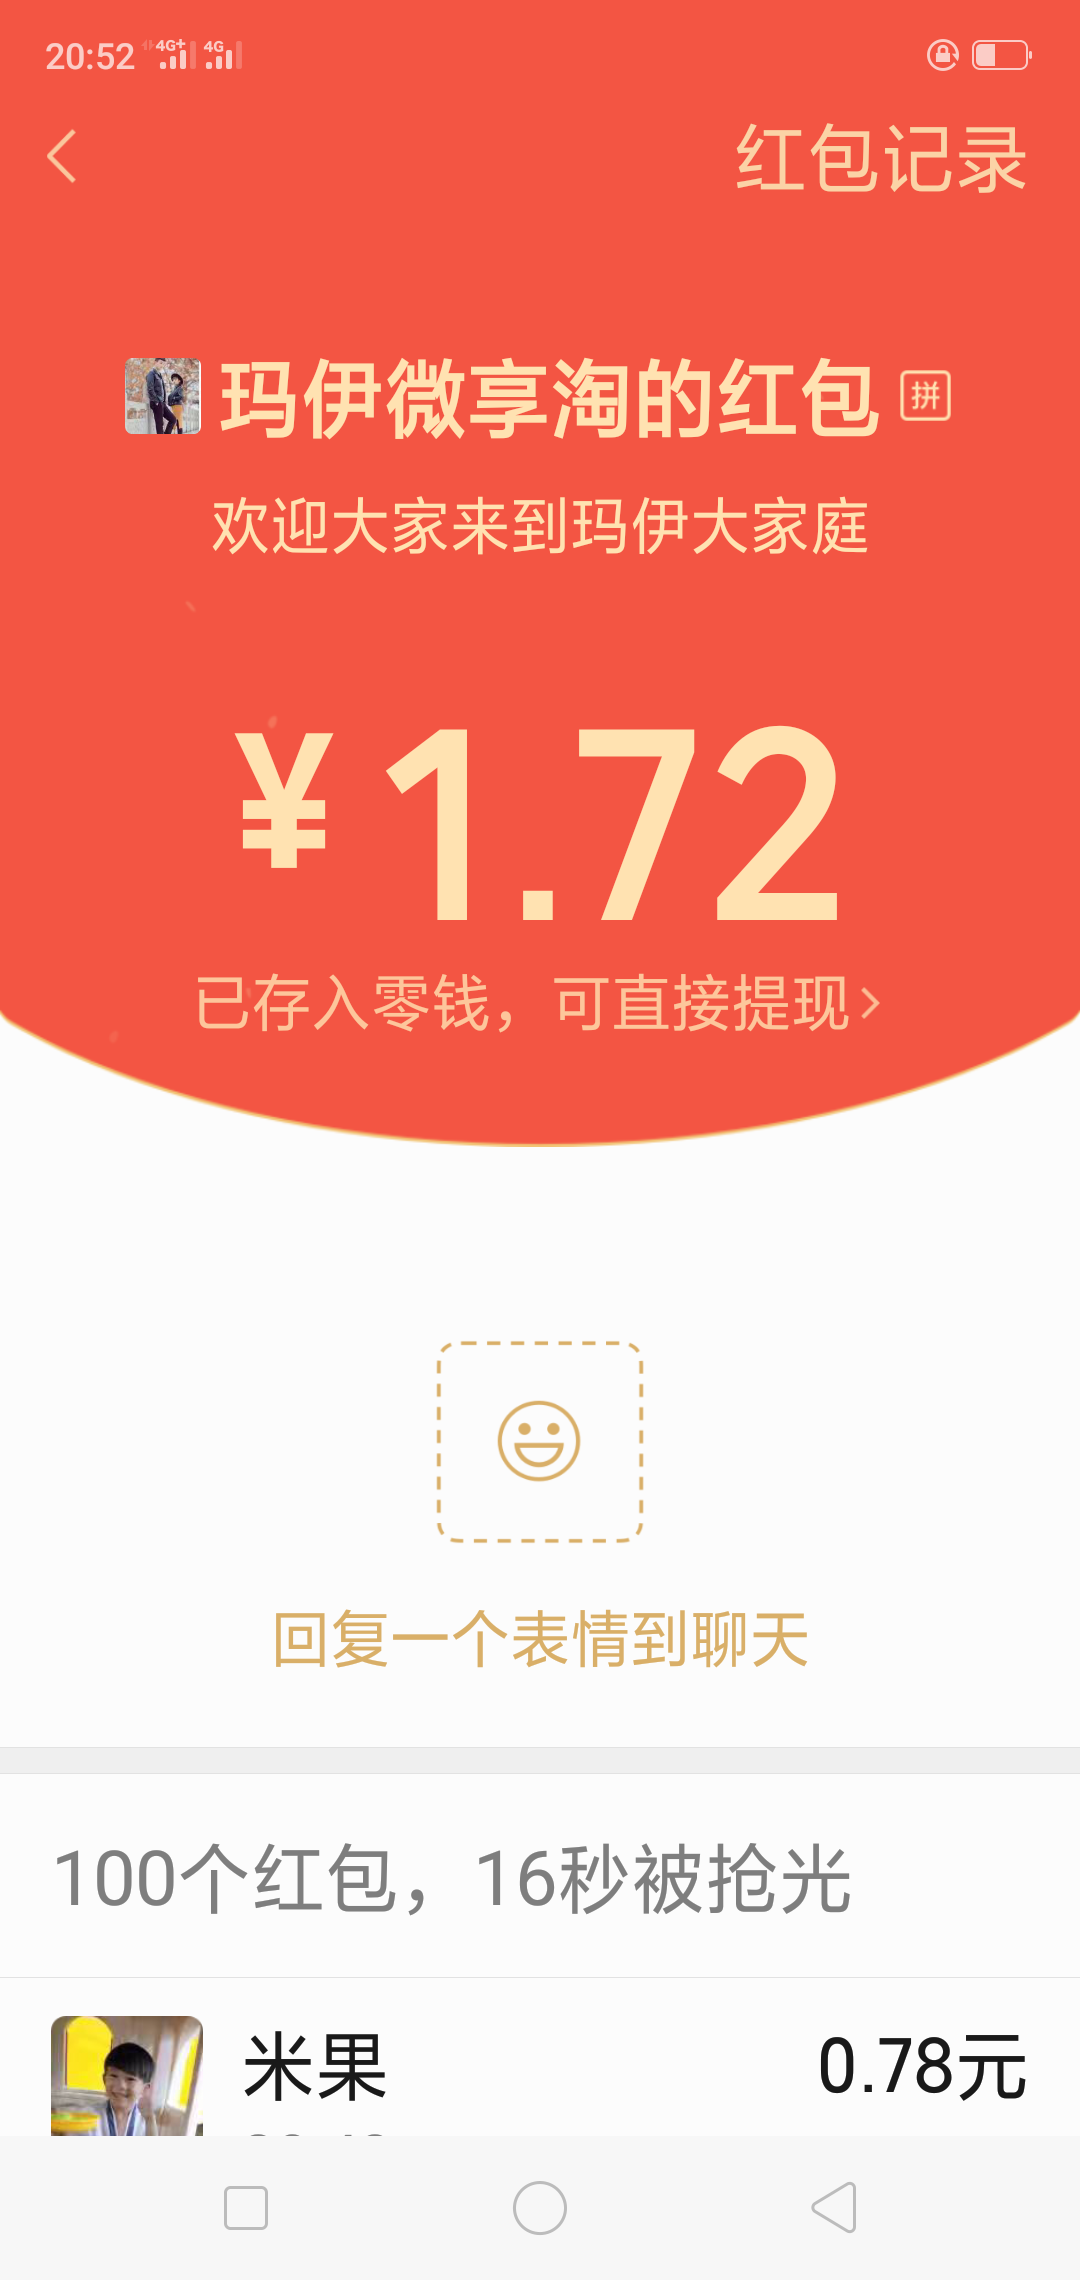 20:52 4G+ 4G
红包记录
玛伊微享淘的红包 拼
欢迎大家来到玛伊大家庭
¥1.72
已存入零钱，可直接提现
回复一个表情到聊天
100个红包，16秒被抢光
米果 0.78元